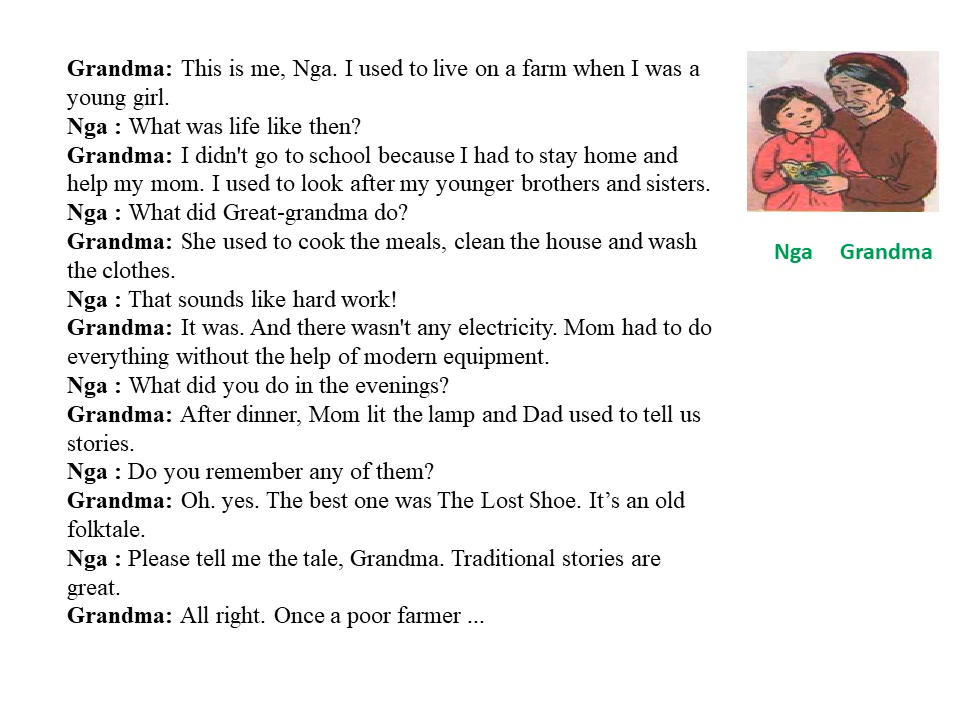 Grandma: This is me, Nga. I used to live on a farm when I was a
young girl.
Nga : What was life like then?
Grandma: I didn't go to school because I had to stay home and
help my mom. I used to look after my younger brothers and sisters.
Nga : What did Great-grandma do?
Grandma: She used to cook the meals, clean the house and wash
the clothes.
Nga : That sounds like hard work!
Grandma: It was. And there wasn't any electricity. Mom had to do
everything without the help of modern equipment.
Nga : What did you do in the evenings?
Grandma: After dinner, Mom lit the lamp and Dad used to tell us
stories.
Nga : Do you remember any of them?
Grandma: Oh. yes. The best one was The Lost Shoe. It’s an old
folktale.
Nga : Please tell me the tale, Grandma. Traditional stories are
great.
Grandma: All right. Once a poor farmer ...
Nga Grandma